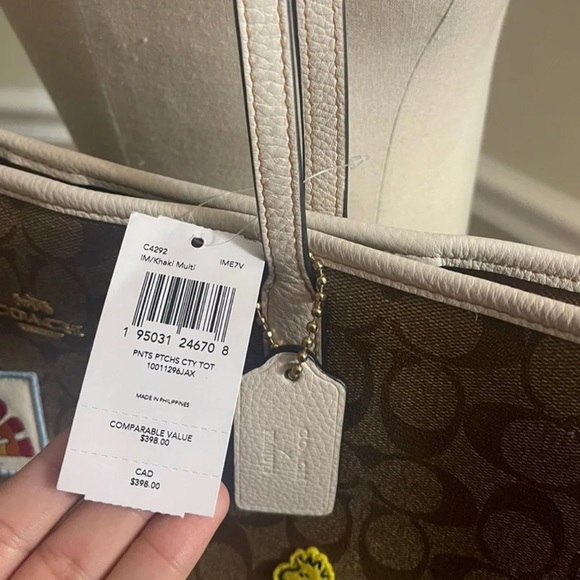 C4292
IM/Khaki Multi IME7V
1 95031 24670 8
PNTS PTCHS CTY TOT
10011296JAX
MADE IN PHILIPPINES
COMPARABLE VALUE
$398.00
CAD
$398.00
COACH